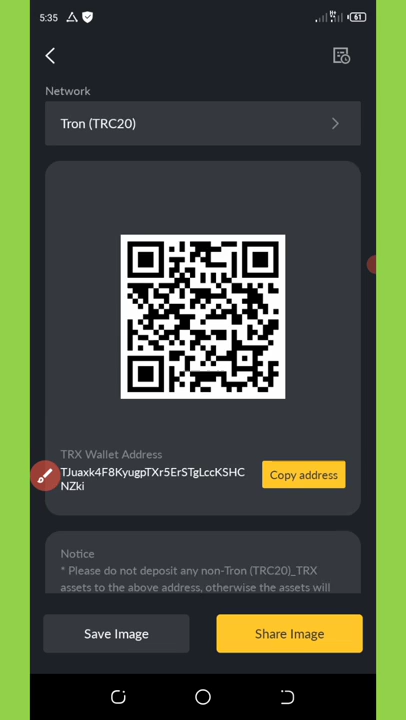 5:35
61
Network
Tron (TRC20)
TRX Wallet Address
TJuaxk4F8KyugpTXr5ErSTgLccKSHC
NZki
Copy address
Notice
* Please do not deposit any non-Tron (TRC20)_TRX
assets to the above address, otherwise the assets will
Save Image
Share Image